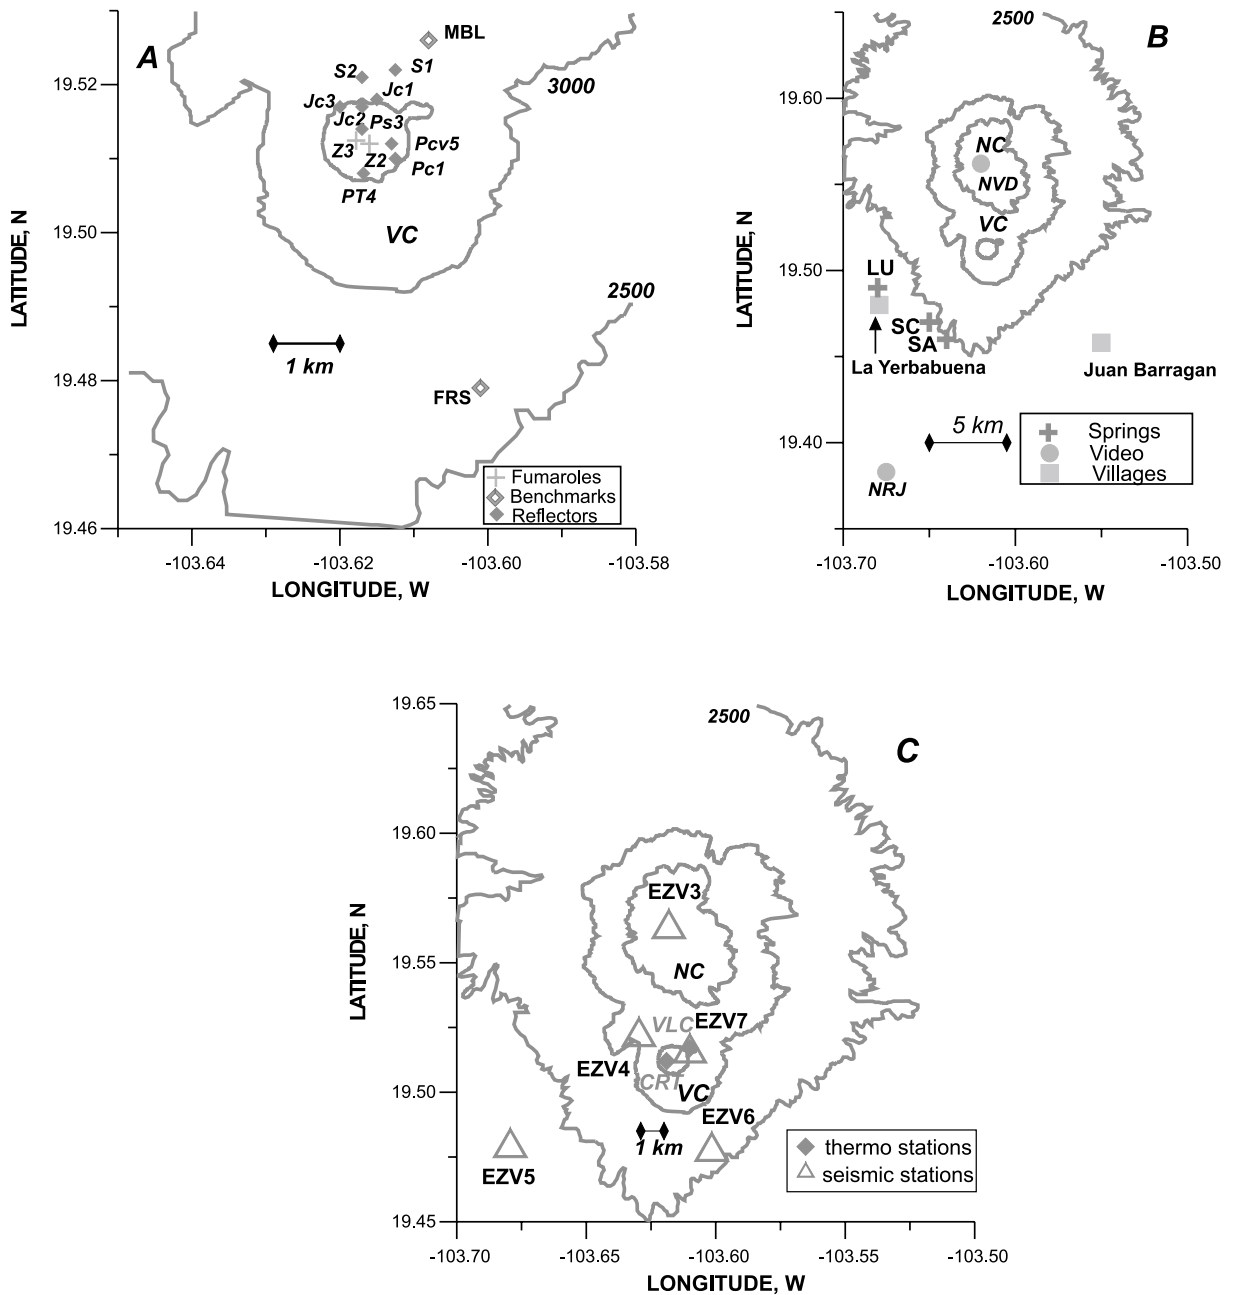 A
MBL
S2
S1
19.52
Jc3
Jc1
3000
Jc2
Ps3
Z3
Z2
Pcv5
Pc1
PT4
19.50
VC
LATITUDE, N
2500
1 km
19.48
FRS
Fumaroles
Benchmarks
Reflectors
19.46
-103.64
-103.62
-103.60
-103.58
LONGITUDE, W
2500
B
19.60
NC
NVD
VC
LATITUDE, N
19.50
LU
SC
SA
La Yerbabuena
Juan Barragan
19.40
5 km
Springs
Video
Villages
NRJ
-103.70
-103.60
-103.50
LONGITUDE, W
19.65
2500
C
19.60
EZV3
LATITUDE, N
19.55
NC
VLC
EZV7
EZV4
CRT
VC
19.50
EZV6
1 km
EZV5
thermo stations
seismic stations
19.45
-103.70
-103.65
-103.60
-103.55
-103.50
LONGITUDE, W